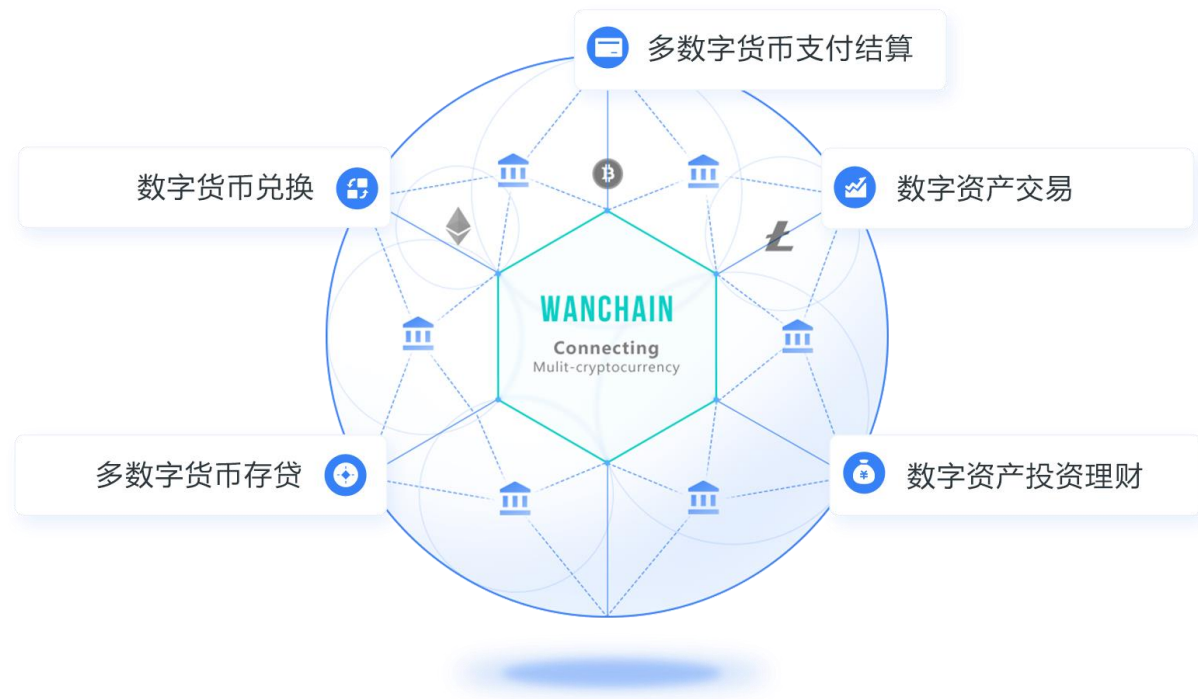 多数字货币支付结算
数字货币兑换
数字资产交易
WANCHAIN
Connecting
Mulit-cryptocurrency
多数字货币存贷
数字资产投资理财